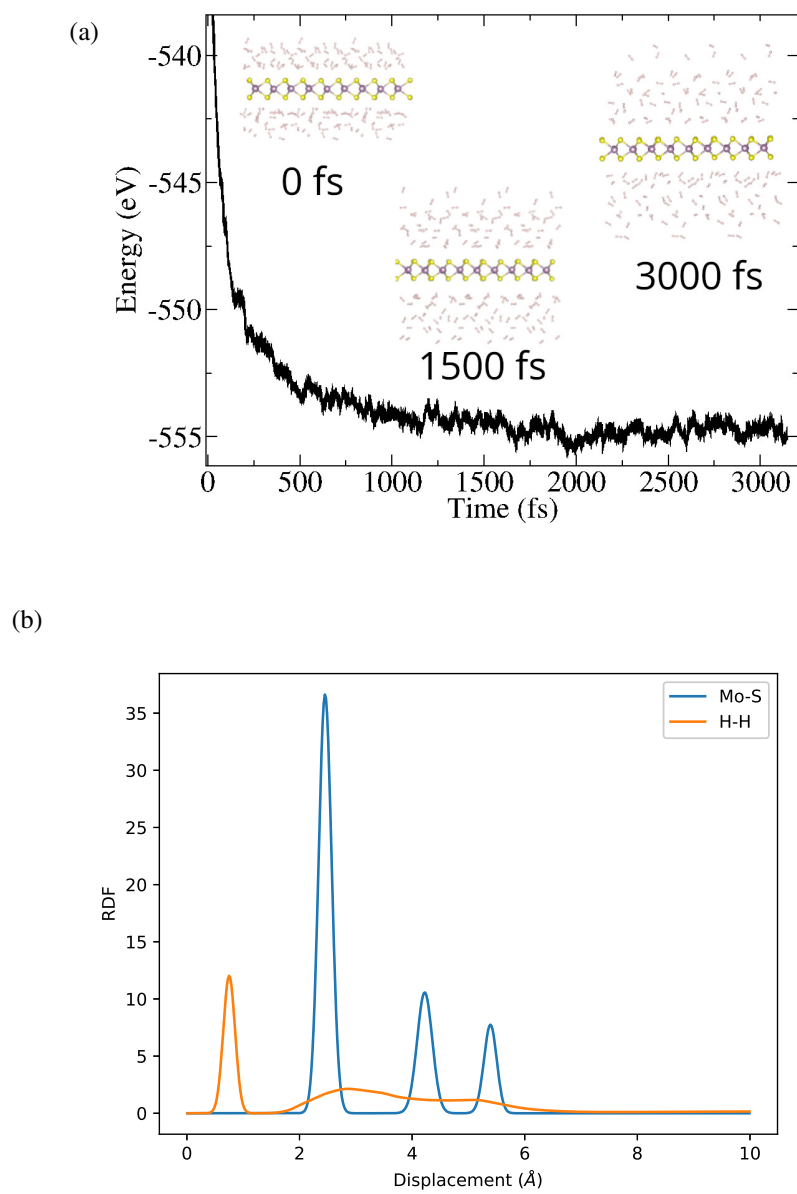 (a)
-540
-545
-550
-555
Energy (eV)
0 fs
1500 fs
3000 fs
0 500 1000 1500 2000 2500 3000
Time (fs)
(b)
Mo-S
H-H
35
30
25
20
15
10
5
0
RDF
0 2 4 6 8 10
Displacement (Å)